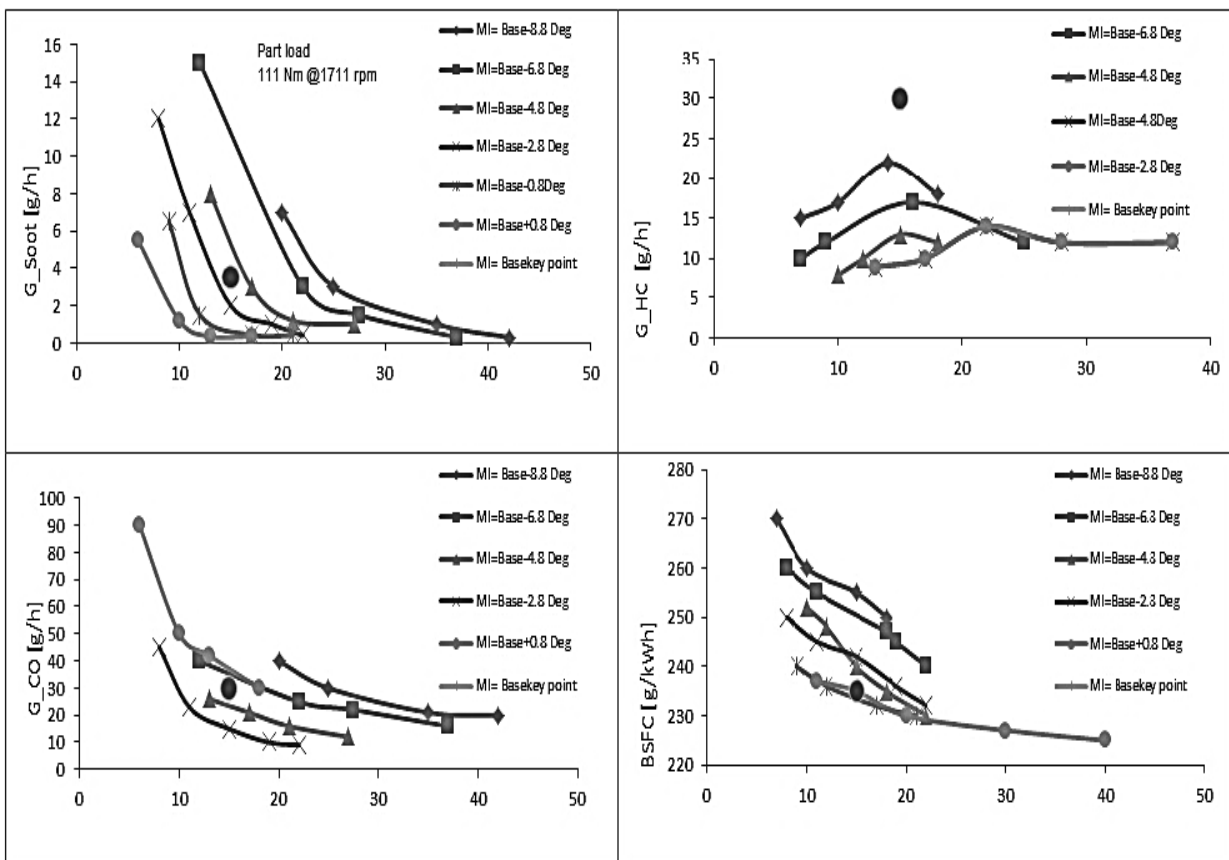 MI= Base-8.8 Deg
MI=Base-6.8 Deg
MI=Base-4.8 Deg
MI=Base-2.8 Deg
MI=Base-0.8Deg
MI=Base+0.8 Deg
MI= Basekey point
Part load
111 Nm @1711 rpm
G_Soot [g/h]
16
14
12
10
8
6
4
2
0
0 10 20 30 40 50
MI=Base-6.8 Deg
MI=Base-4.8 Deg
MI=Base-4.8Deg
MI=Base-2.8 Deg
MI= Basekey point
G_HC [g/h]
35
30
25
20
15
10
5
0
0 10 20 30 40
MI= Base-8.8 Deg
MI=Base-6.8 Deg
MI=Base-4.8 Deg
MI=Base-2.8 Deg
MI=Base+0.8 Deg
MI= Basekey point
G_CO [g/h]
100
90
80
70
60
50
40
30
20
10
0
0 10 20 30 40 50
MI= Base-8.8 Deg
MI=Base-6.8 Deg
MI=Base-4.8 Deg
MI=Base-2.8 Deg
MI=Base+0.8 Deg
MI= Basekey point
BSFC [g/kWh]
280
270
260
250
240
230
220
0 10 20 30 40 50